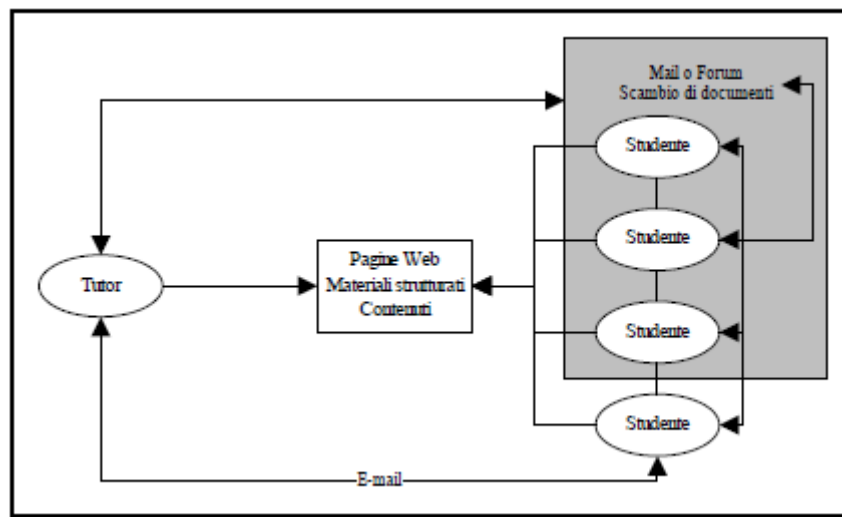 Mail o Forum
Scambio di documenti
Studente
Studente
Tutor
Pagine Web
Materiali strutturati
Contenuti
Studente
Studente
E-mail